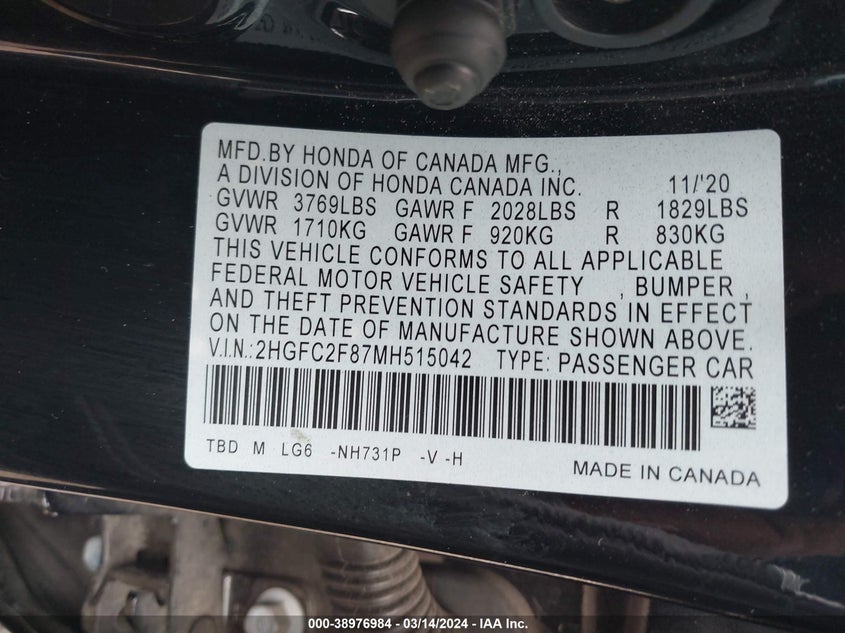 MFD.BY HONDA OF CANADA MFG.,
A DIVISION OF HONDA CANADA INC. 11/'20
GVWR 3769LBS GAWR F 2028LBS R 1829LBS
GVWR 1710KG GAWR F 920KG R 830KG
THIS VEHICLE CONFORMS TO ALL APPLICABLE
FEDERAL MOTOR VEHICLE SAFETY , BUMPER ,
AND THEFT PREVENTION STANDARDS IN EFFECT
ON THE DATE OF MANUFACTURE SHOWN ABOVE.
V.I.N.:2HGFC2F87MH515042 TYPE: PASSENGER CAR
TBD M LG6 -NH731P -V -H
MADE IN CANADA
000-38976984 - 03/14/2024 - IAA Inc.